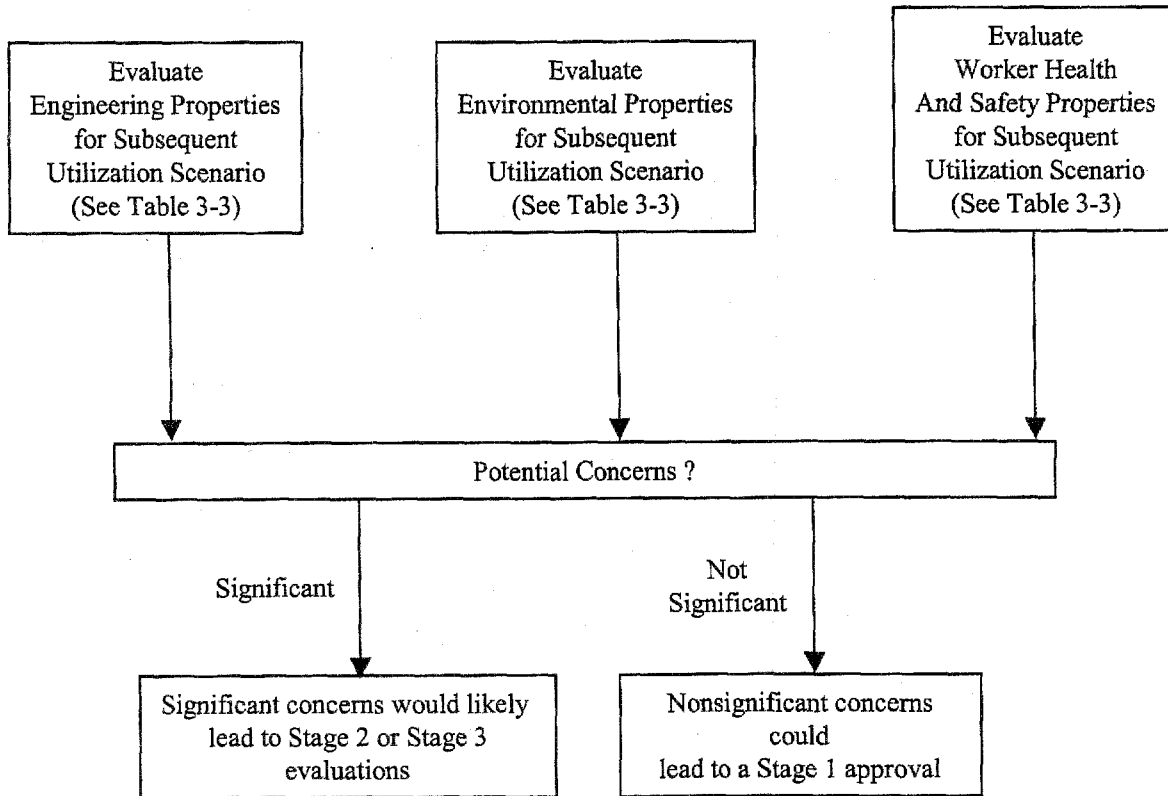 Evaluate
Engineering Properties
for Subsequent
Utilization Scenario
(See Table 3-3)
Evaluate
Environmental Properties
for Subsequent
Utilization Scenario
(See Table 3-3)
Evaluate
Worker Health
And Safety Properties
for Subsequent
Utilization Scenario
(See Table 3-3)
Potential Concerns ?
Significant
Not
Significant
Significant concerns would likely
lead to Stage 2 or Stage 3
evaluations
Nonsignificant concerns
could
lead to a Stage 1 approval